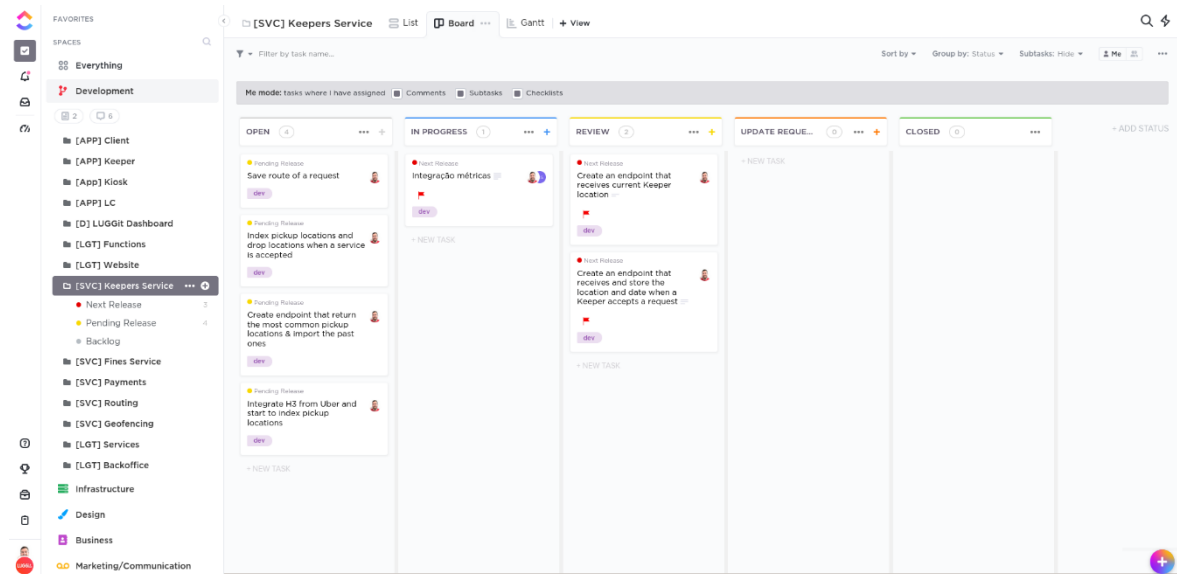 FAVORITES
SPACES
Everything
Development
2
6
[APP] Client
[APP] Keeper
[App] Kiosk
[APP] LC
[D] LUGGit Dashboard
[LGT] Functions
[LGT] Website
[SVC] Keepers Service
Next Release 3
Pending Release 4
Backlog
[SVC] Fines Service
[SVC] Payments
[SVC] Routing
[SVC] Geofencing
[LGT] Services
[LGT] Backoffice
Infrastructure
Design
Business
Marketing/Communication
[SVC] Keepers Service
List
Board
Gantt
+ View
Filter by task name...
Sort by
Group by: Status
Subtasks: Hide
Me
Me mode: tasks where I have assigned
Comments
Subtasks
Checklists
OPEN 4
Pending Release
Save route of a request
dev
Pending Release
Index pickup locations and
drop locations when a service
is accepted
dev
Pending Release
Create endpoint that return
the most common pickup
locations & import the past
ones
dev
Pending Release
Integrate H3 from Uber and
start to index pickup
locations
dev
+ NEW TASK
IN PROGRESS 1
Next Release
Integração métricas
dev
+ NEW TASK
REVIEW
Next Release
Create an endpoint that
receives current Keeper
location
dev
Next Release
Create an endpoint that
receives and store the
location and date when a
Keeper accepts a request
dev
+ NEW TASK
UPDATE REQUE... 0
+ NEW TASK
CLOSED 0
+ ADD STATUS